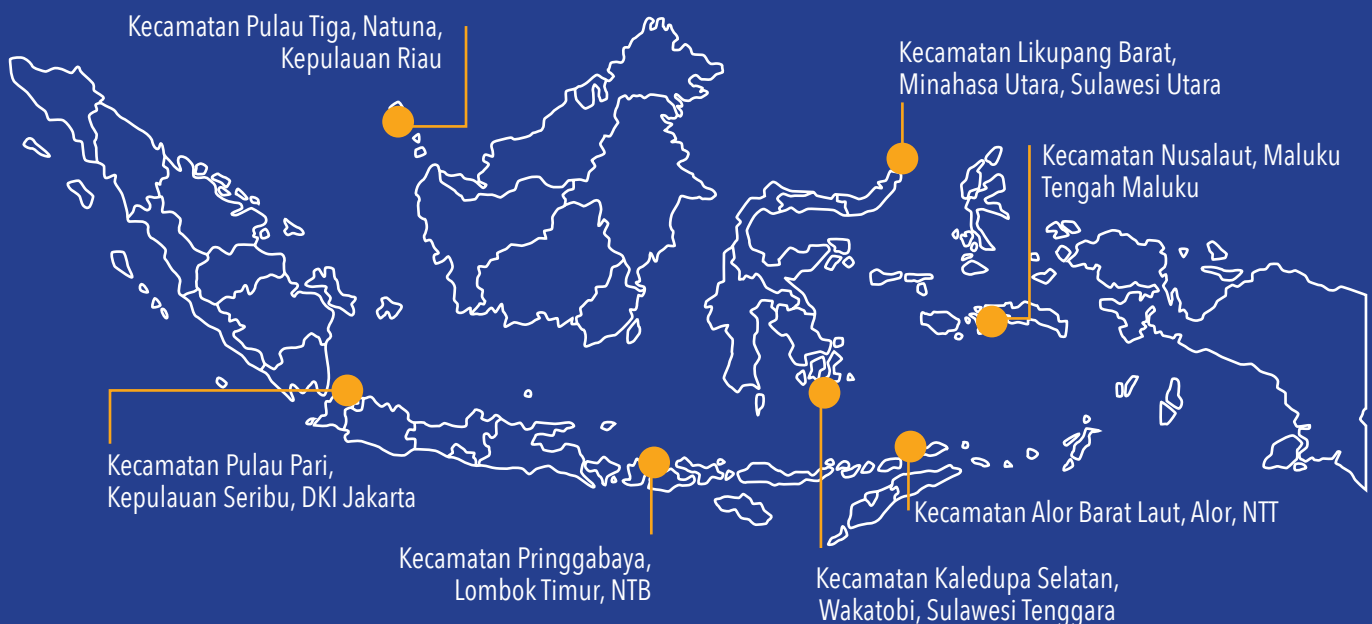 Kecamatan Pulau Tiga, Natuna,
Kepulauan Riau
Kecamatan Likupang Barat,
Minahasa Utara, Sulawesi Utara
Kecamatan Nusalaut, Maluku
Tengah Maluku
Kecamatan Pulau Pari,
Kepulauan Seribu, DKI Jakarta
Kecamatan Alor Barat Laut, Alor, NTT
Kecamatan Pringgabaya,
Lombok Timur, NTB
Kecamatan Kaledupa Selatan,
Wakatobi, Sulawesi Tenggara